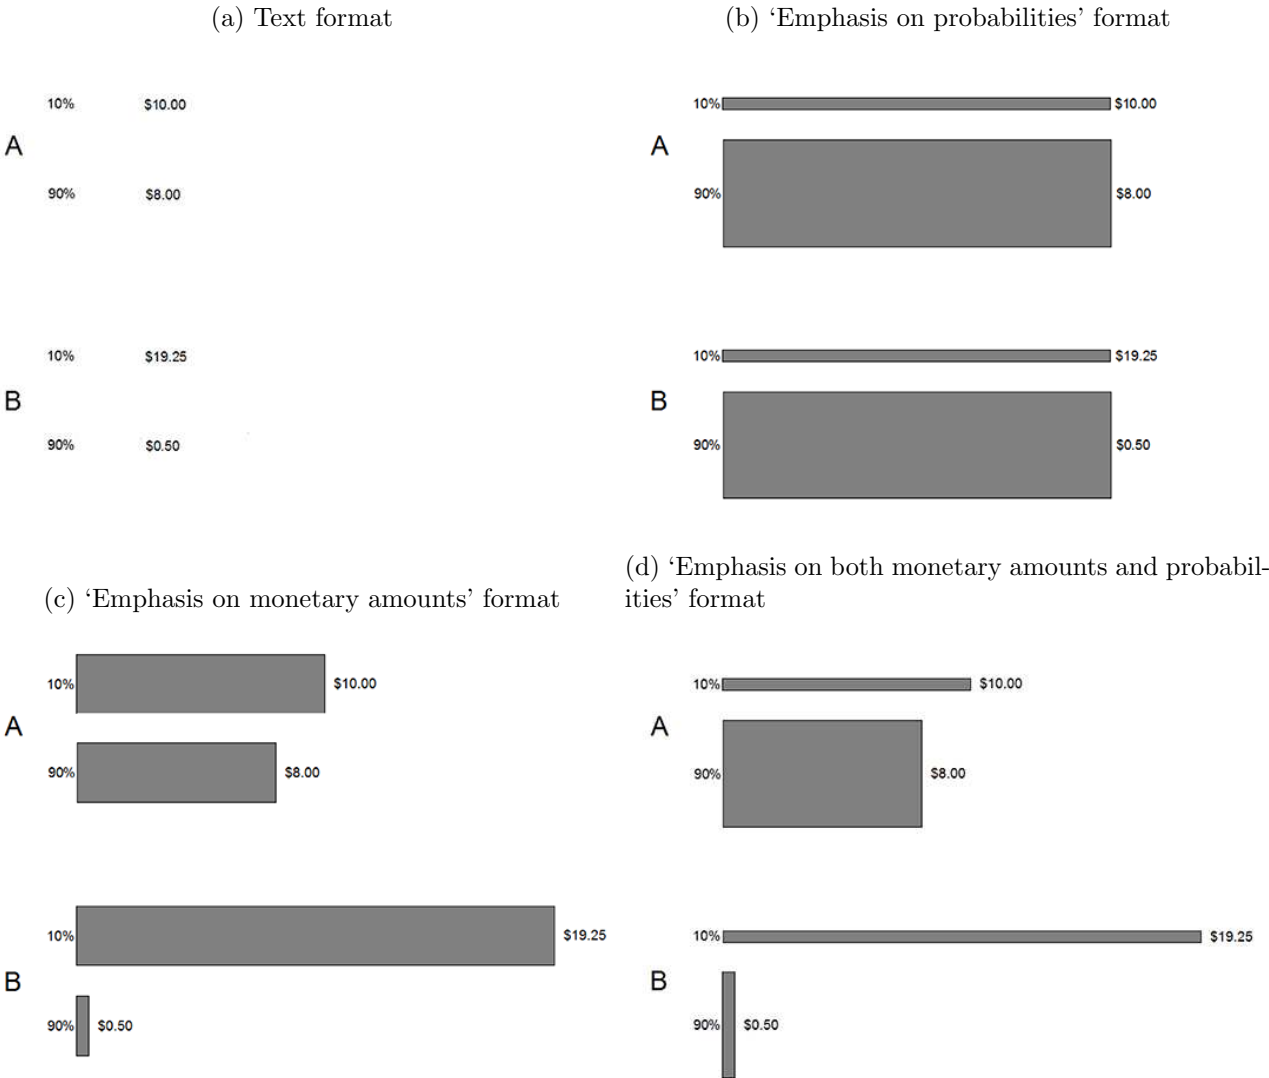 (a) Text format
10% $10.00
A
90% $8.00
10% $19.25
B
90% $0.50
(b) ‘Emphasis on probabilities’ format
10% $10.00
A
90% $8.00
10% $19.25
B
90% $0.50
(c) ‘Emphasis on monetary amounts’ format
10% $10.00
A
90% $8.00
10% $19.25
B
90% $0.50
(d) ‘Emphasis on both monetary amounts and probabil-
ities’ format
10% $10.00
A
90% $8.00
10% $19.25
B
90% $0.50